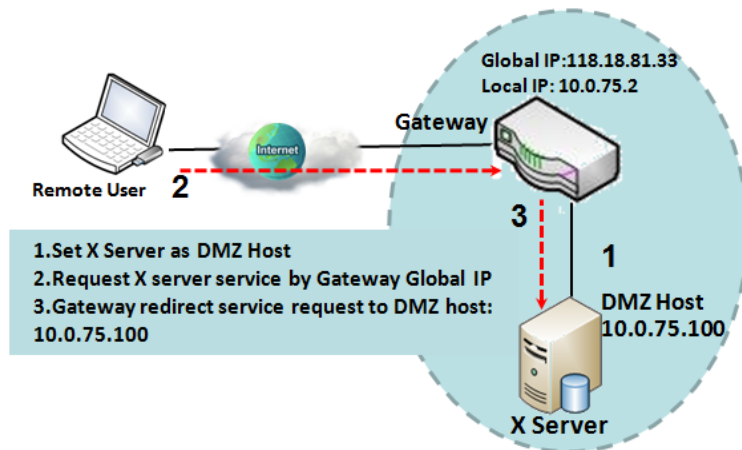 Global IP:118.18.81.33
Local IP: 10.0.75.2
Gateway
Internet
Remote User
2
3
1
1.Set X Server as DMZ Host
2.Request X server service by Gateway Global IP
3.Gateway redirect service request to DMZ host:
10.0.75.100
DMZ Host
10.0.75.100
X Server